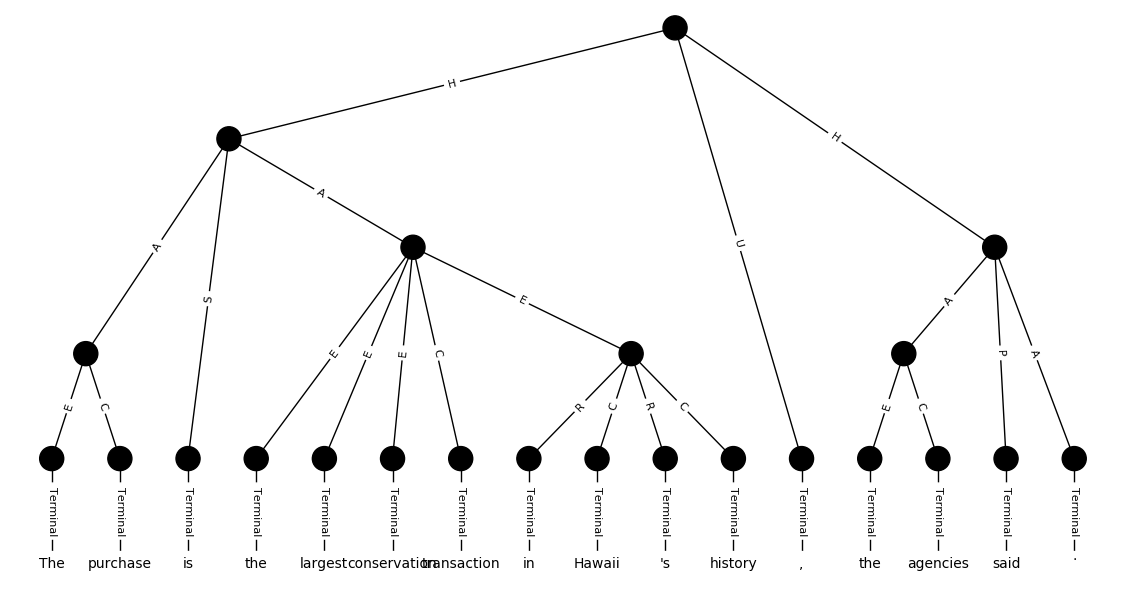 H
H
A
A
U
S
E
A
E
E
E
C
P
A
E
C
R
C
R
C
E
C
Terminal Terminal Terminal Terminal Terminal Terminal Terminal Terminal Terminal Terminal Terminal Terminal Terminal Terminal Terminal Terminal
The purchase is the largest conservation transaction in Hawaii 's history , the agencies said .